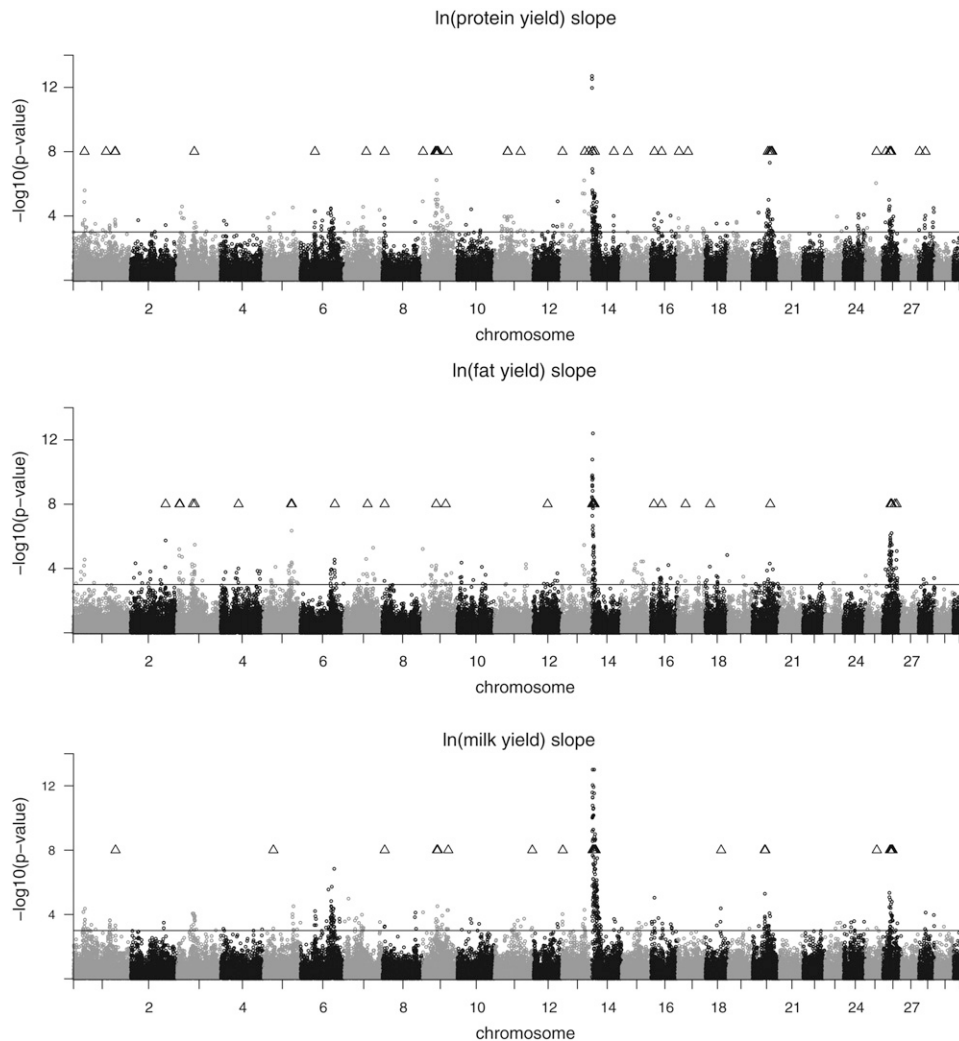 ln(protein yield) slope
12
8
4
−log10(p−value)
2 4 6 8 10 12 14 16 18 21 24 27
chromosome
ln(fat yield) slope
12
8
4
−log10(p−value)
2 4 6 8 10 12 14 16 18 21 24 27
chromosome
ln(milk yield) slope
12
8
4
−log10(p−value)
2 4 6 8 10 12 14 16 18 21 24 27
chromosome